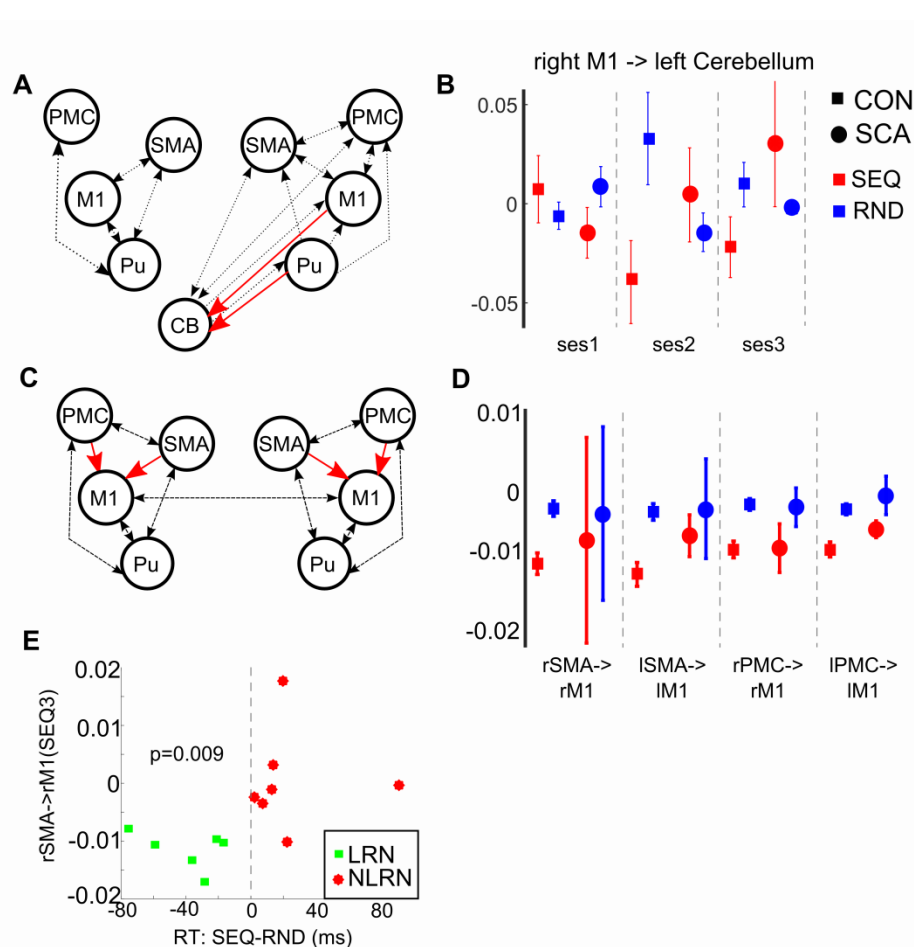 A
PMC
SMA
M1
Pu
SMA
PMC
M1
Pu
CB
B
right M1 -> left Cerebellum
0.05
0
-0.05
ses1
ses2
ses3
CON
SCA
SEQ
RND
C
PMC
SMA
M1
Pu
SMA
PMC
M1
Pu
D
0.01
0
-0.01
-0.02
rSMA-> lSMA-> rPMC-> lPMC->
rM1 lM1 rM1 lM1
E
rSMA->rM1(SEQ3)
0.02
0.01
0
-0.01
-0.02
p=0.009
LRN
NLRN
-80 -40 0 40 80
RT: SEQ-RND (ms)